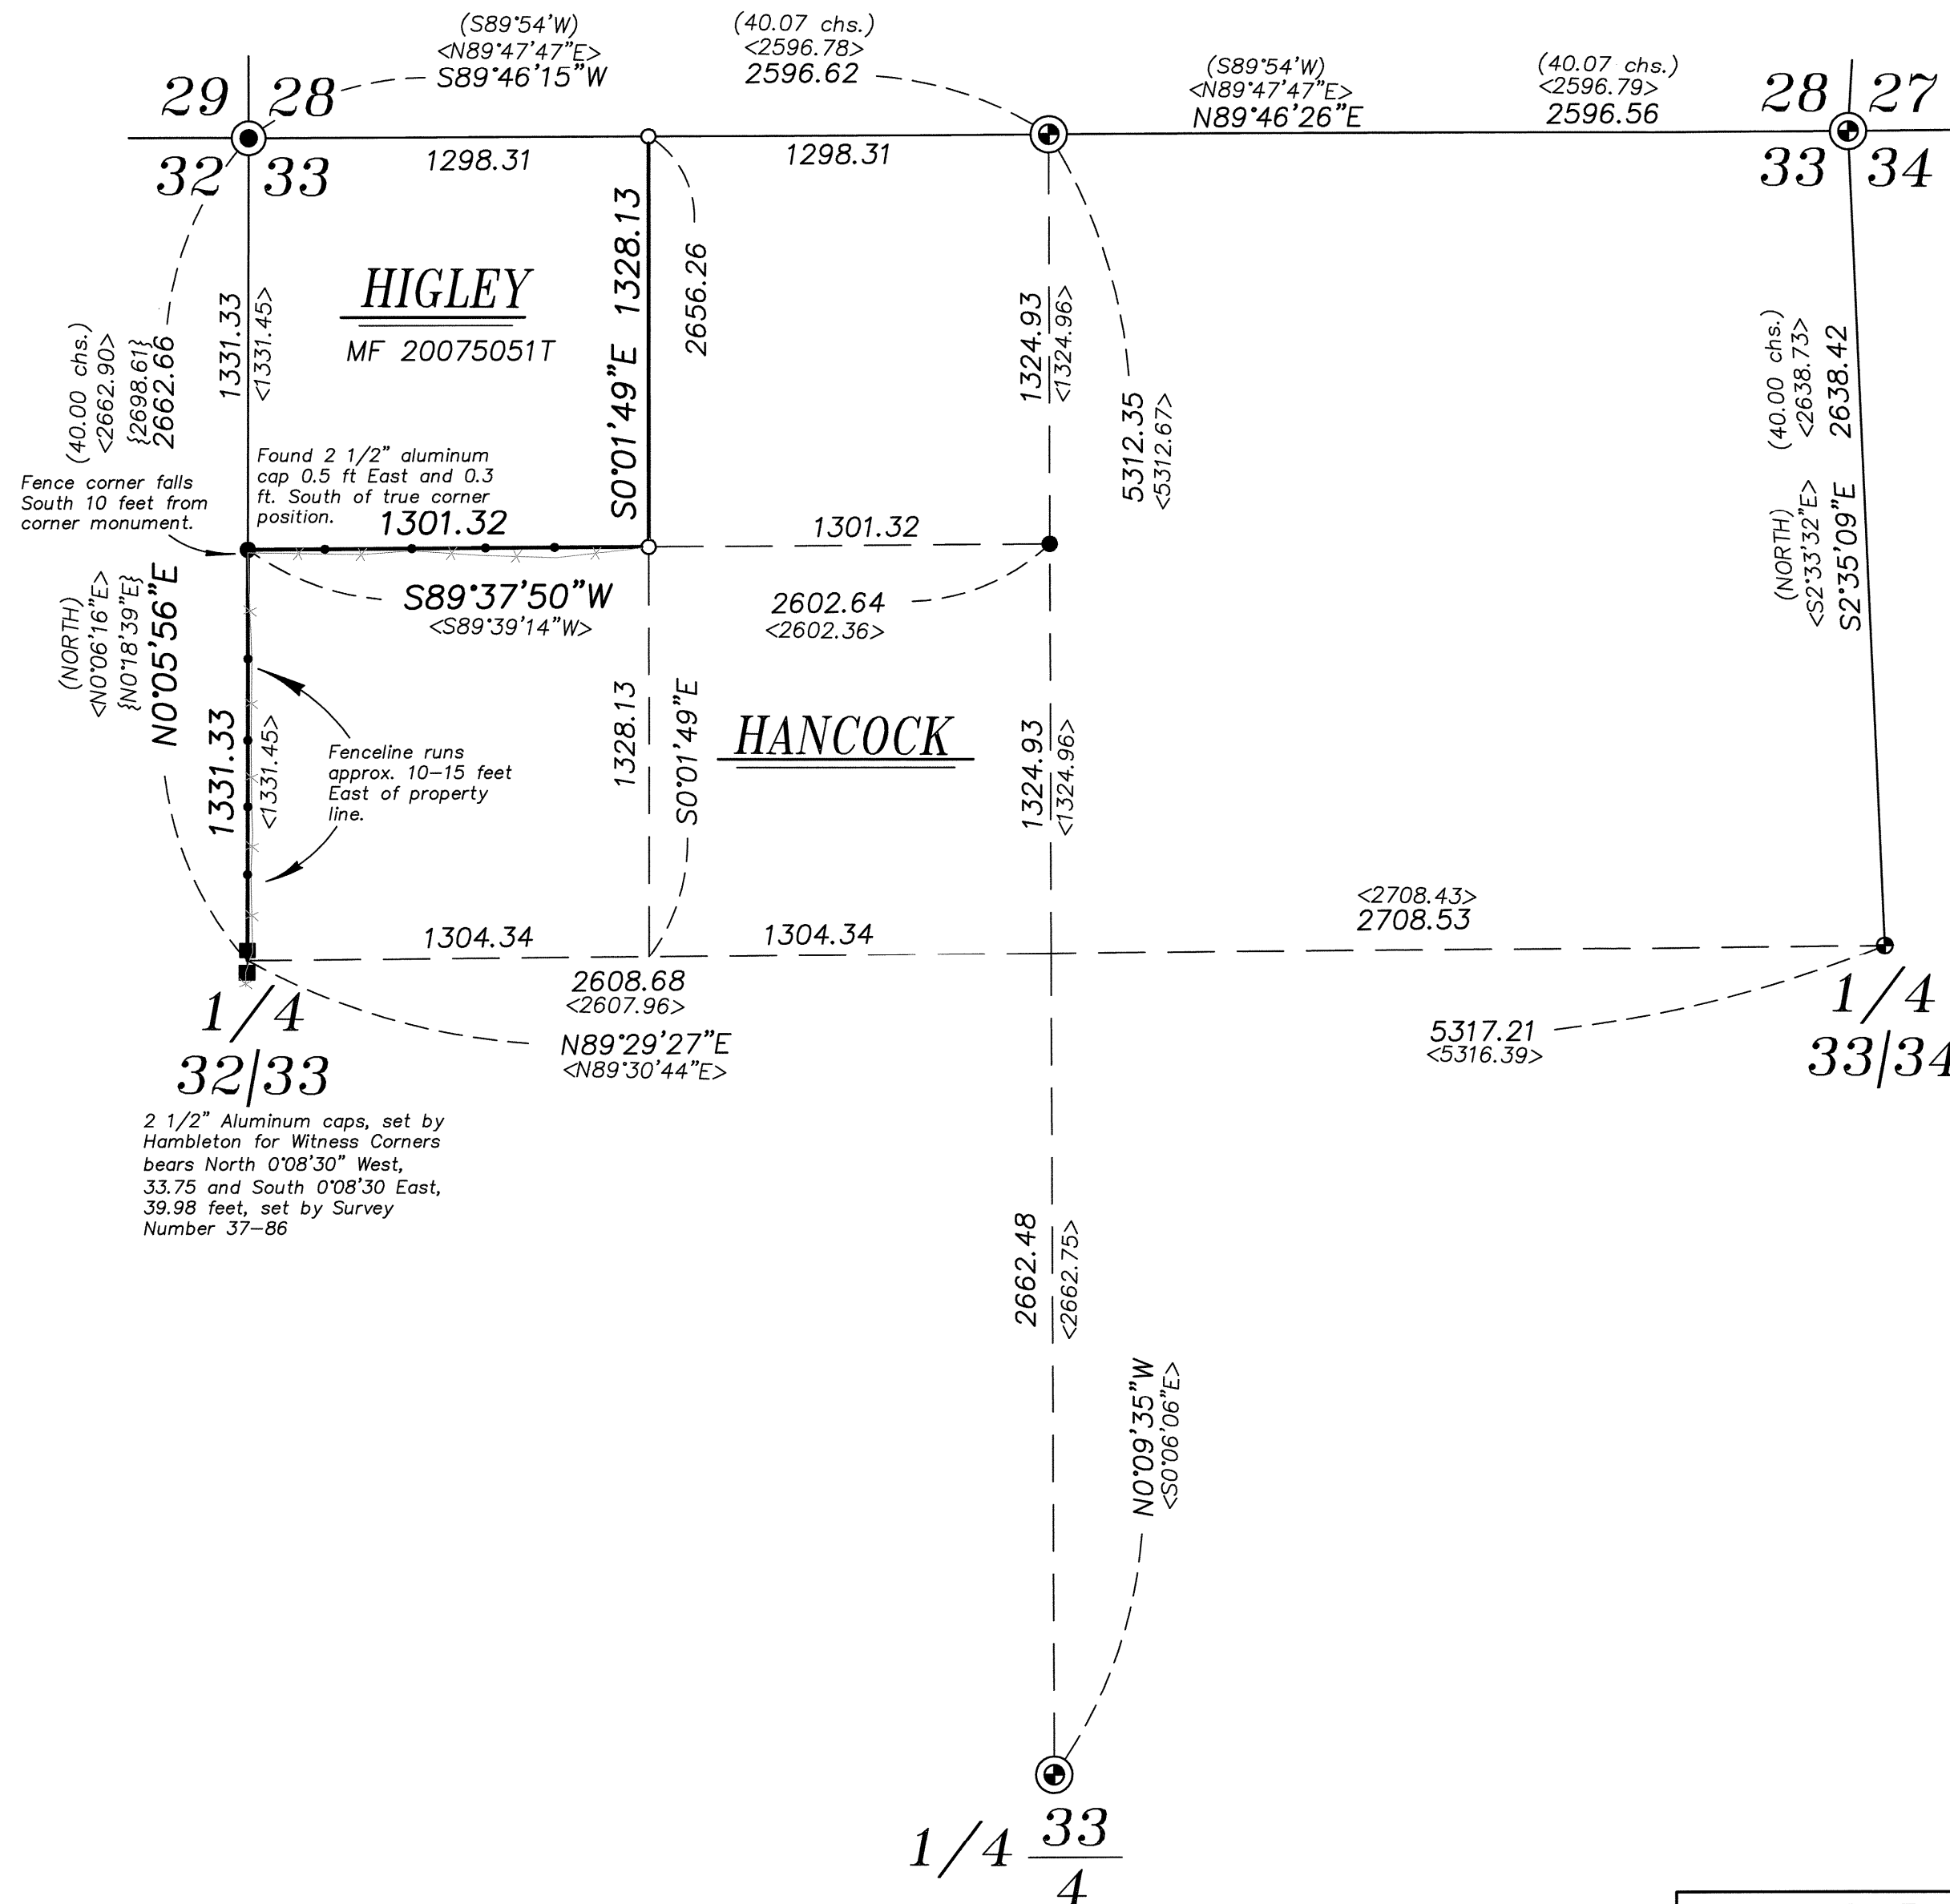 (S89°54'W)
<N89°47'47"E>
S89°46'15"W
(40.07 chs.)
<2596.78>
2596.62
(S89°54'W)
<N89°47'47"E>
N89°46'26"E
(40.07 chs.)
<2596.79>
2596.56
29 28
32 33
28 27
33 34
1298.31
1298.31
HIGLEY
MF 20075051T
S0°01'49"E 1328.13
2656.26
1331.33
<1331.45>
(40.00 chs.)
<2662.90>
{2698.61}
2662.66
1324.93
<1324.96>
5312.35
<5312.67>
(40.00 chs.)
<2638.73>
2638.42
(NORTH)
<S2°33'32"E>
S2°35'09"E
Fence corner falls
South 10 feet from
corner monument.
Found 2 1/2" aluminum
cap 0.5 ft East and 0.3
ft. South of true corner
position.
1301.32
1301.32
S89°37'50"W
<S89°39'14"W>
2602.64
<2602.36>
(NORTH)
<N0°06'16"E>
{N0°18'39"E}
N0°05'56"E
1331.33
<1331.45>
Fenceline runs
approx. 10-15 feet
East of property
line.
1328.13
S0°01'49"E
HANCOCK
1324.93
<1324.96>
1304.34
1304.34
<2708.43>
2708.53
2608.68
<2607.96>
N89°29'27"E
<N89°30'44"E>
5317.21
<5316.39>
1/4
32|33
1/4
33|34
2 1/2" Aluminum caps, set by
Hambleton for Witness Corners
bears North 0°08'30" West,
33.75 and South 0°08'30 East,
39.98 feet, set by Survey
Number 37-86
2662.48
<2662.75>
N0°09'35"W
<S0°06'06"E>
1/4 33
4